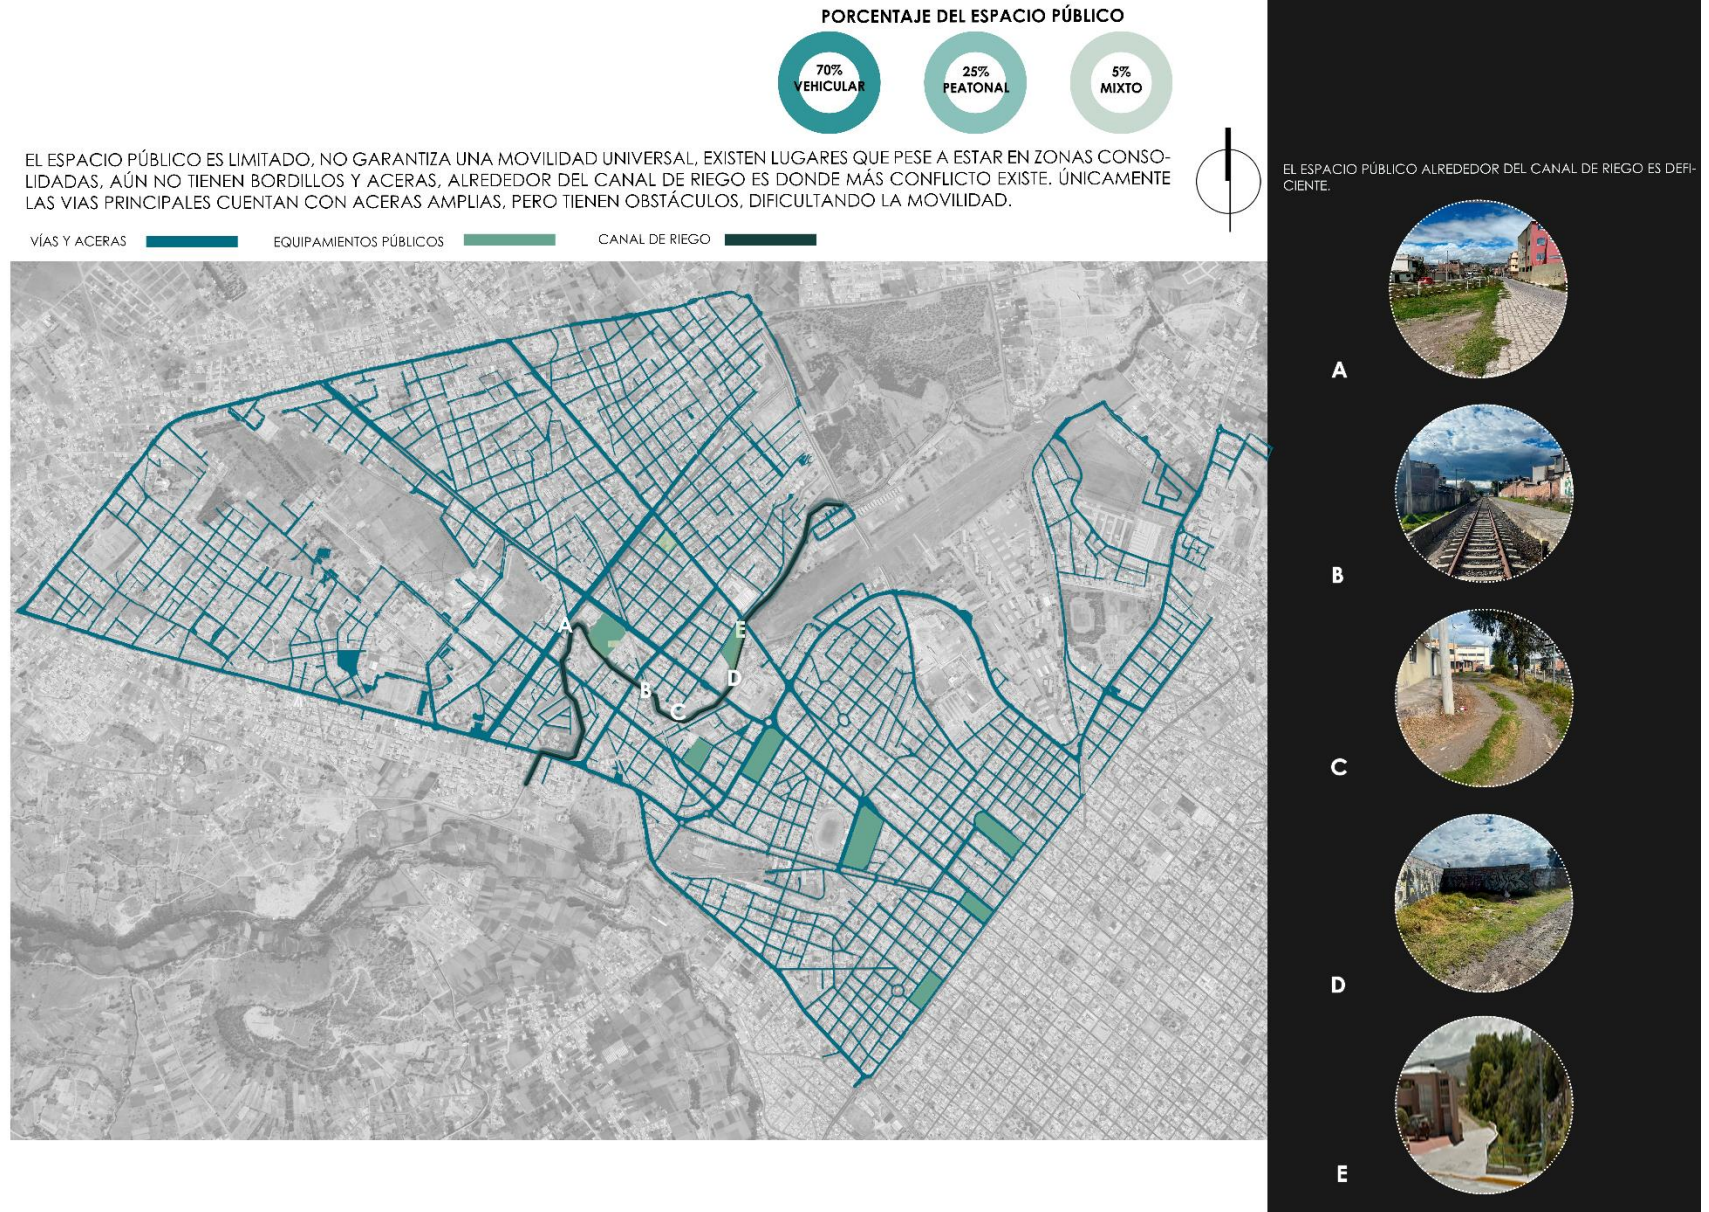 PORCENTAJE DEL ESPACIO PÚBLICO
70%
VEHICULAR
25%
PEATONAL
5%
MIXTO
EL ESPACIO PÚBLICO ES LIMITADO, NO GARANTIZA UNA MOVILIDAD UNIVERSAL, EXISTEN LUGARES QUE PESE A ESTAR EN ZONAS CONSO-
LIDADAS, AÚN NO TIENEN BORDILLOS Y ACERAS, ALREDEDOR DEL CANAL DE RIEGO ES DONDE MÁS CONFLICTO EXISTE. ÚNICAMENTE
LAS VIAS PRINCIPALES CUENTAN CON ACERAS AMPLIAS, PERO TIENEN OBSTÁCULOS, DIFICULTANDO LA MOVILIDAD.
VÍAS Y ACERAS
EQUIPAMIENTOS PÚBLICOS
CANAL DE RIEGO
A
B
C
D
E
EL ESPACIO PÚBLICO ALREDEDOR DEL CANAL DE RIEGO ES DEFI-
CIENTE.
A
B
C
D
E